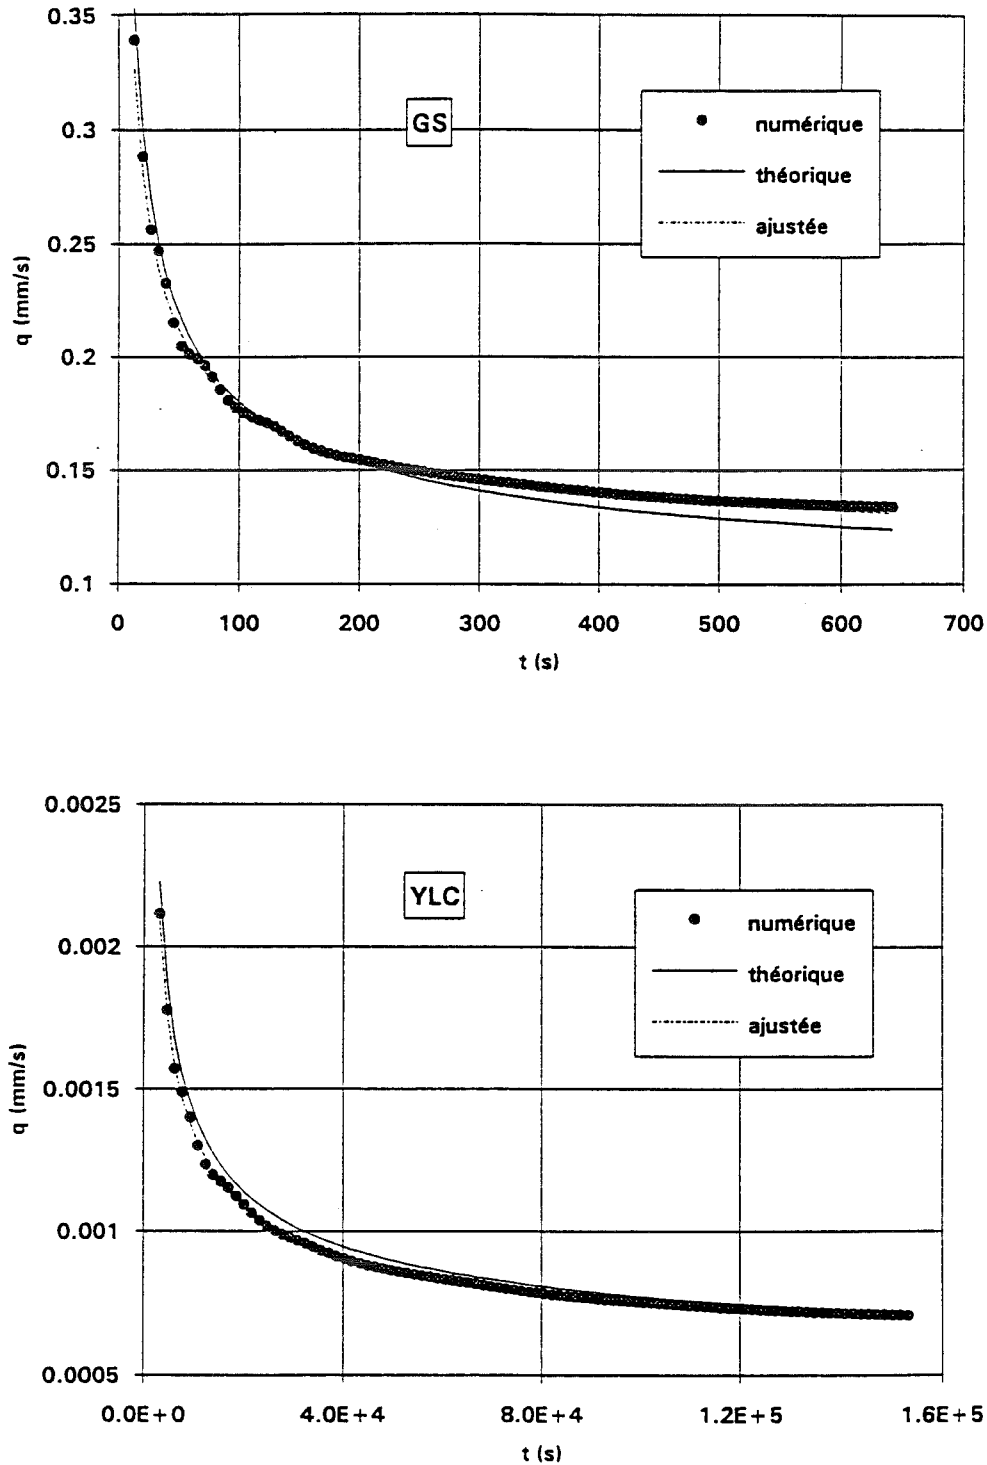 0.35
GS
numérique
0.3
théorique
ajustée
0.25
q (mm/s)
0.2
0.15
0.1
0 100 200 300 400 500 600 700
t (s)
0.0025
YLC
numérique
0.002
théorique
ajustée
0.0015
q (mm/s)
0.001
0.0005
0.0E+0 4.0E+4 8.0E+4 1.2E+5 1.6E+5
t (s)